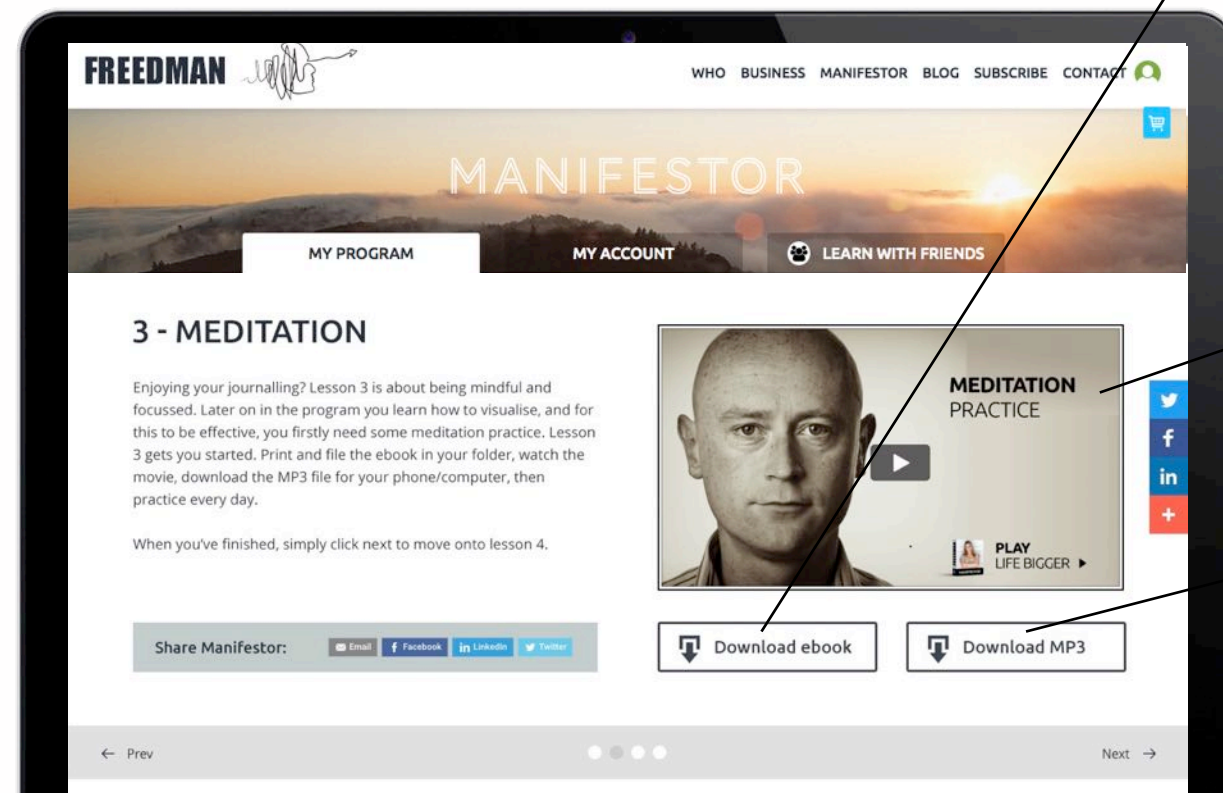 FREEDMAN
WHO BUSINESS MANIFESTOR BLOG SUBSCRIBE CONTACT
MANIFESTOR
MY PROGRAM
MY ACCOUNT
LEARN WITH FRIENDS
3 - MEDITATION
Enjoying your journalling? Lesson 3 is about being mindful and
focussed. Later on in the program you learn how to visualise, and for
this to be effective, you firstly need some meditation practice. Lesson
3 gets you started. Print and file the ebook in your folder, watch the
movie, download the MP3 file for your phone/computer, then
practice every day.
When you've finished, simply click next to move onto lesson 4.
MEDITATION
PRACTICE
PLAY
LIFE BIGGER
f
in
+
Share Manifestor:
Email
f Facebook
in LinkedIn
Twitter
Download ebook
Download MP3
← Prev
Next →